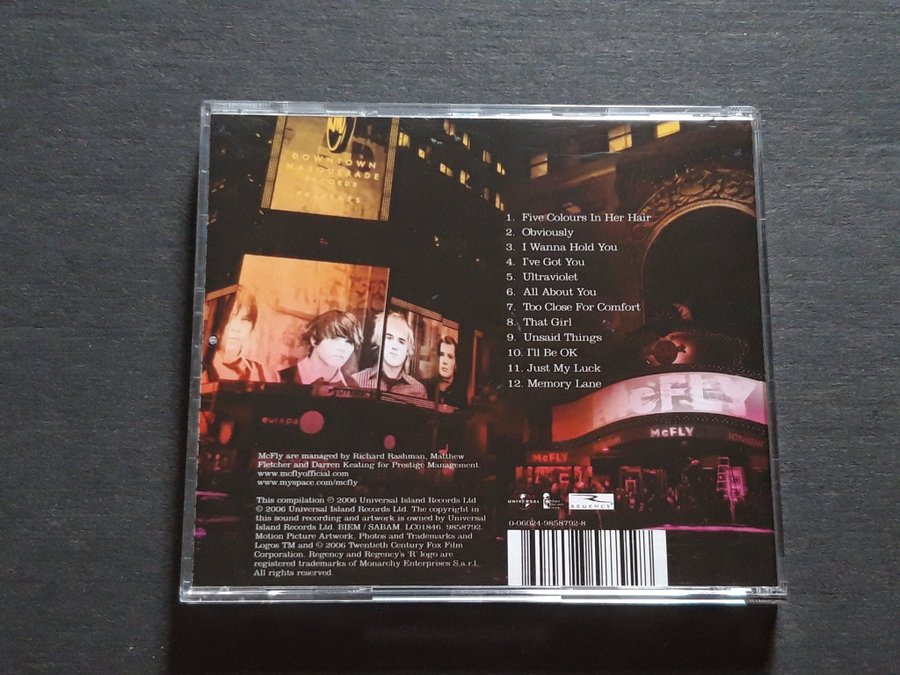 DOWNTOWN
MASQUERADE
RECORDS
PRESENTS
1. Five Colours In Her Hair
2. Obviously
3. I Wanna Hold You
4. I've Got You
5. Ultraviolet
6. All About You
7. Too Close For Comfort
8. That Girl
9. Unsaid Things
10. I'll Be OK
11. Just My Luck
12. Memory Lane
McFLY
McFLY
TONIGHT
McFLY
europa
McFly are managed by Richard Rashman, Matthew
Fletcher and Darren Keating for Prestige Management.
www.mcflyofficial.com
www.myspace.com/mcfly
This compilation ℗ 2006 Universal Island Records Ltd
© 2006 Universal Island Records Ltd. The copyright in
this sound recording and artwork is owned by Universal
Island Records Ltd. BIEM / SABAM. LC01846. 9858792.
Motion Picture Artwork, Photos and Trademarks and
Logos TM and © 2006 Twentieth Century Fox Film
Corporation. Regency and Regency's 'R' logo are
registered trademarks of Monarchy Enterprises S.a.r.l.
All rights reserved.
UNIVERSAL
REGENCY
0-06024-9858792-8